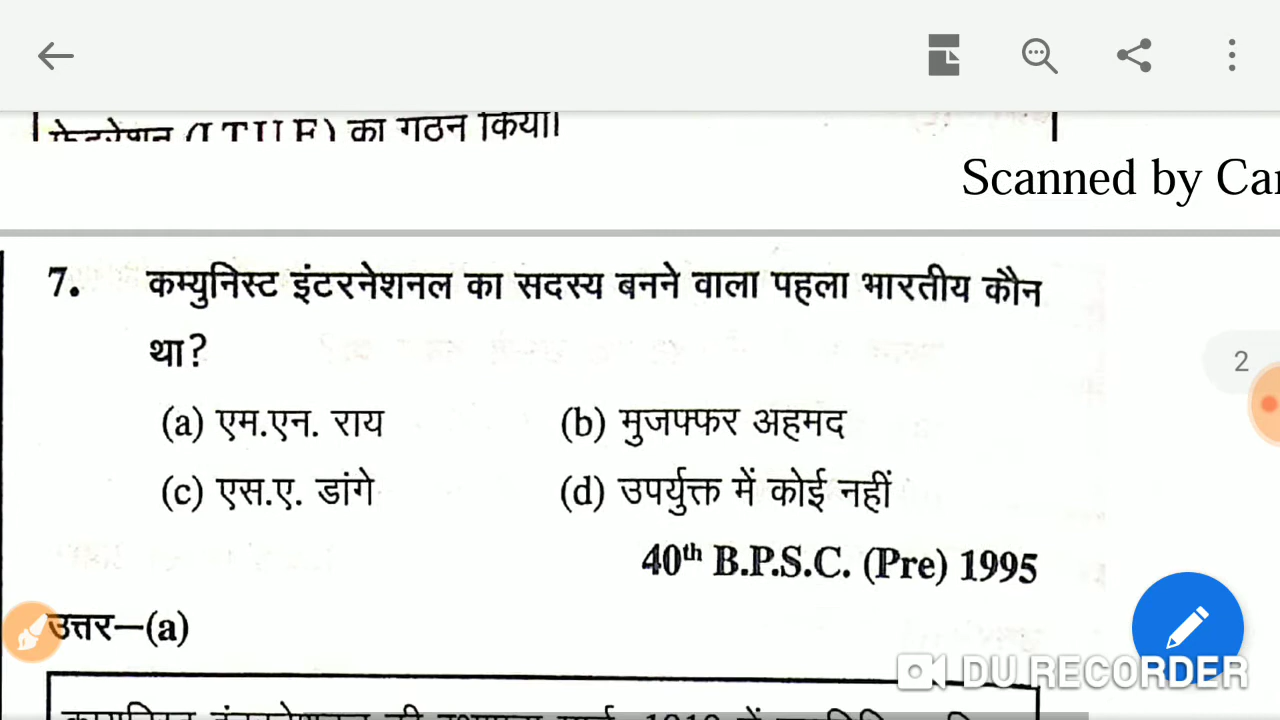 (I.T.U.F.) का गठन किया।
Scanned by
7. कम्युनिस्ट इंटरनेशनल का सदस्य बनने वाला पहला भारतीय कौन
था?
2
(a) एम.एन. राय (b) मुजफ्फर अहमद
(c) एस.ए. डांगे (d) उपर्युक्त में कोई नहीं
40th B.P.S.C. (Pre) 1995
उत्तर–(a)
DU RECORDER